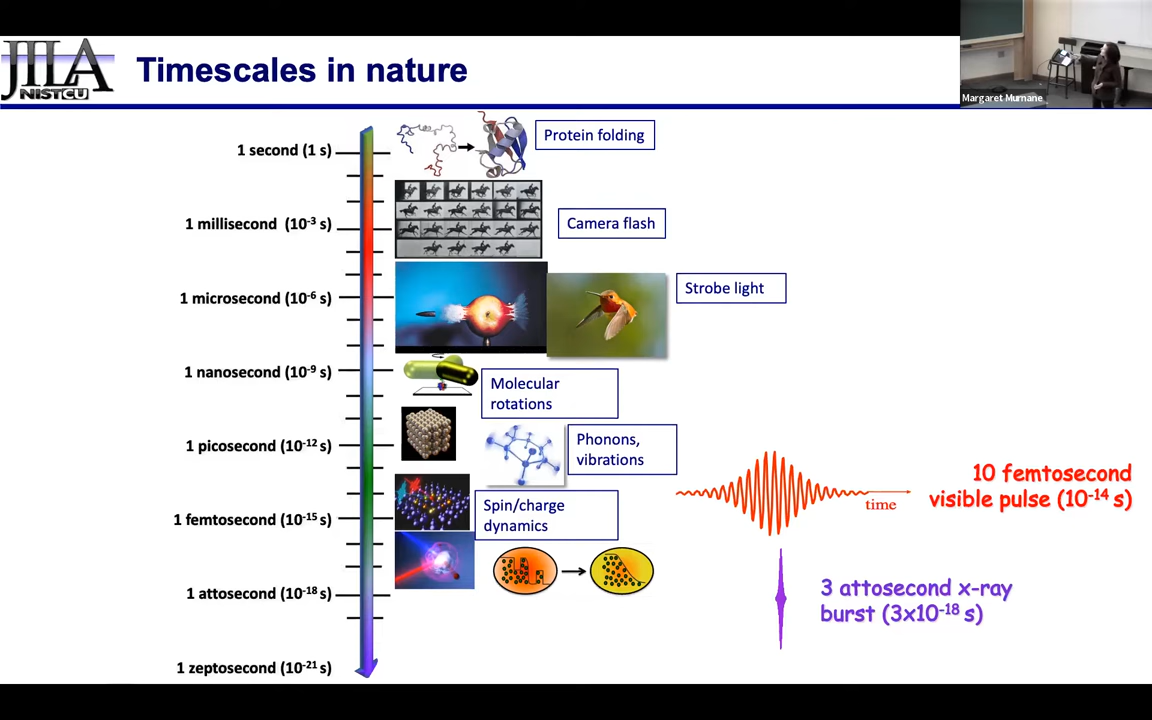 JILA
NIST CU
Timescales in nature
Margaret Murnane
1 second (1 s)
Protein folding
1 millisecond (10⁻³ s)
Camera flash
1 microsecond (10⁻⁶ s)
Strobe light
1 nanosecond (10⁻⁹ s)
Molecular
rotations
1 picosecond (10⁻¹² s)
Phonons,
vibrations
10 femtosecond
visible pulse (10⁻¹⁴ s)
time
1 femtosecond (10⁻¹⁵ s)
Spin/charge
dynamics
1 attosecond (10⁻¹⁸ s)
3 attosecond x-ray
burst (3x10⁻¹⁸ s)
1 zeptosecond (10⁻²¹ s)